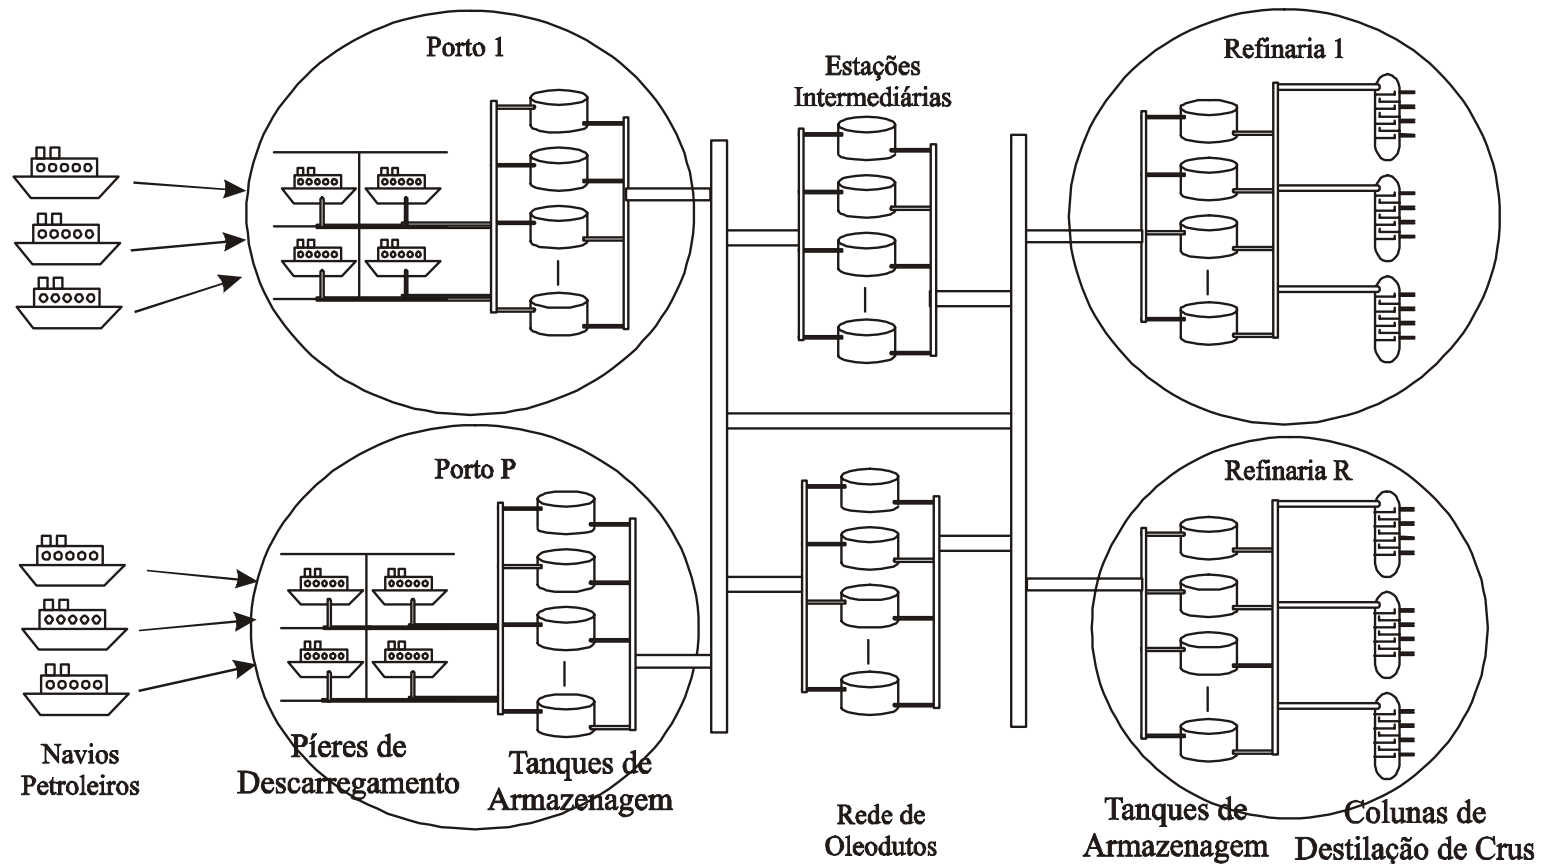 Porto 1
Estações
Intermediárias
Refinaria 1
Porto P
Refinaria R
Navios
Petroleiros
Píeres de
Descarregamento
Tanques de
Armazenagem
Rede de
Oleodutos
Tanques de
Armazenagem
Colunas de
Destilação de Crus